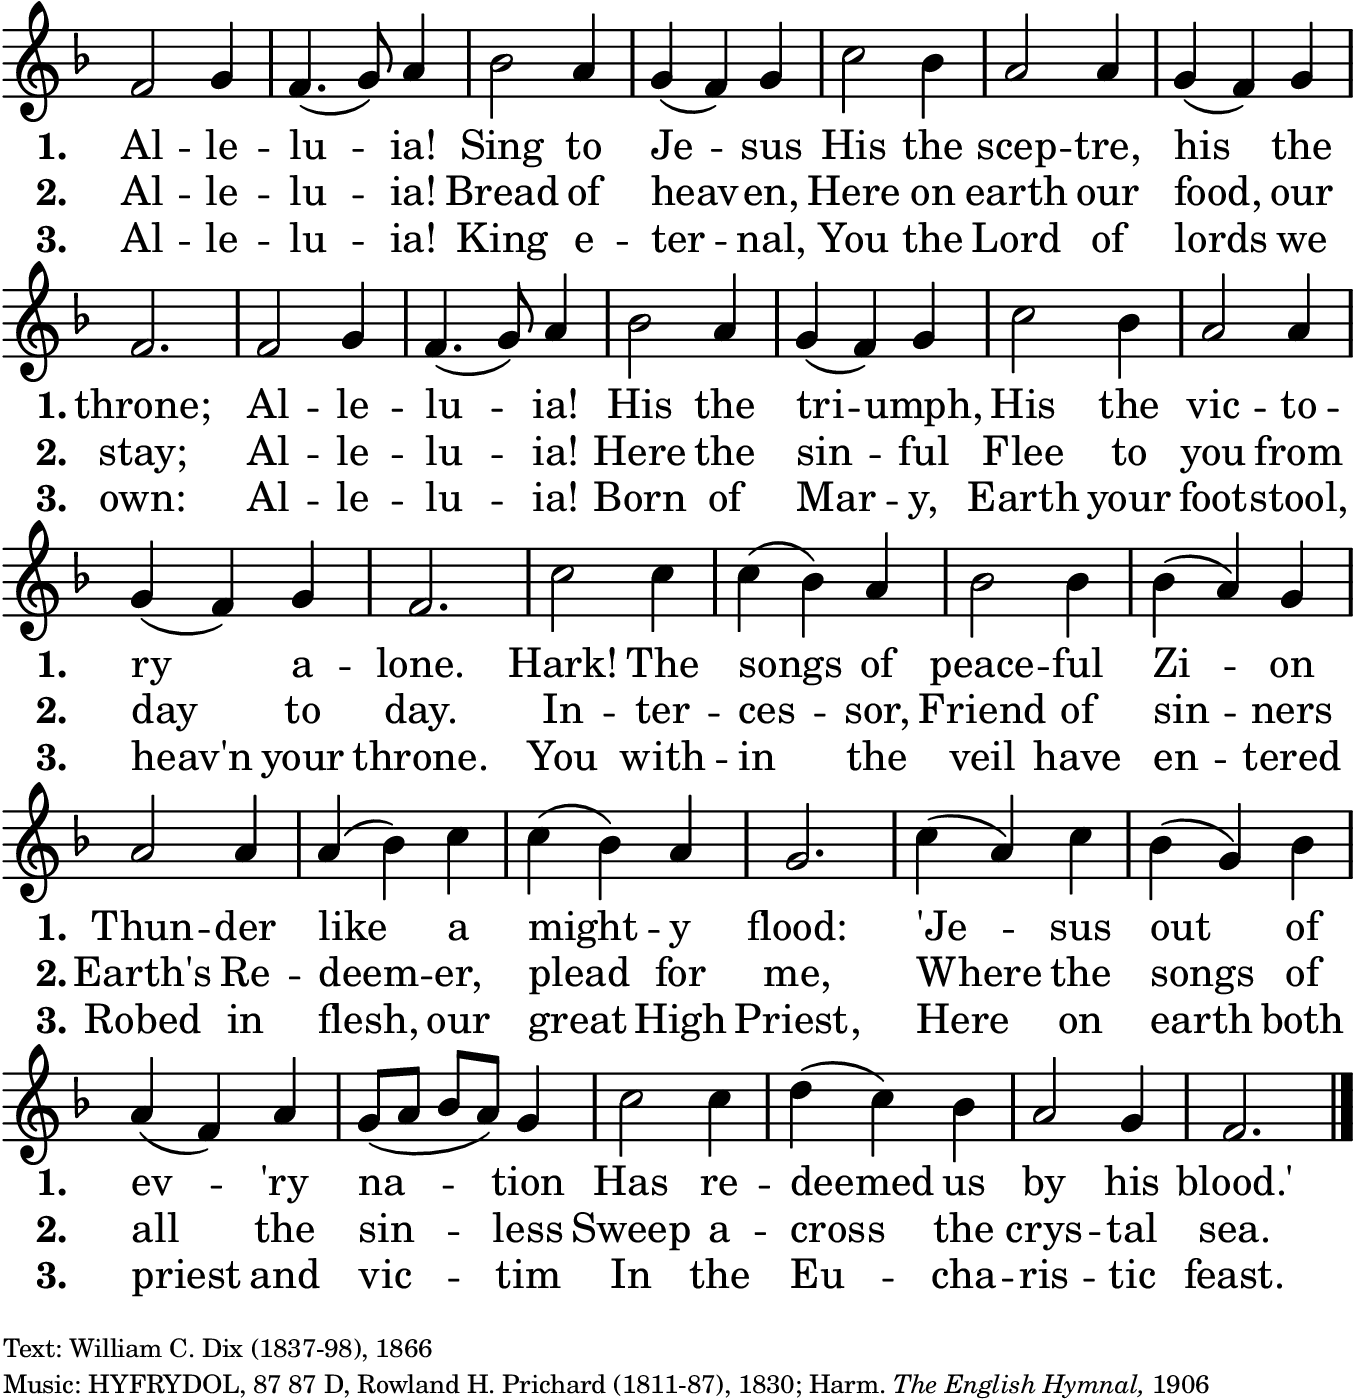 1. Al - le - lu - ia! Sing to Je - sus His the scep - tre, his the
2. Al - le - lu - ia! Bread of heav - en, Here on earth our food, our
3. Al - le - lu - ia! King e - ter - nal, You the Lord of lords we
1. throne; Al - le - lu - ia! His the tri - umph, His the vic - to -
2. stay; Al - le - lu - ia! Here the sin - ful Flee to you from
3. own: Al - le - lu - ia! Born of Mar - y, Earth your foot - stool,
1. ry a - lone. Hark! The songs of peace - ful Zi - on
2. day to day. In - ter - ces - sor, Friend of sin - ners
3. heav'n your throne. You with - in the veil have en - tered
1. Thun - der like a might - y flood: 'Je - sus out of
2. Earth's Re - deem - er, plead for me, Where the songs of
3. Robed in flesh, our great High Priest, Here on earth both
1. ev - 'ry na - tion Has re - deemed us by his blood.'
2. all the sin - less Sweep a - cross the crys - tal sea.
3. priest and vic - tim In the Eu - cha - ris - tic feast.
Text: William C. Dix (1837-98), 1866
Music: HYFRYDOL, 87 87 D, Rowland H. Prichard (1811-87), 1830; Harm. The English Hymnal, 1906